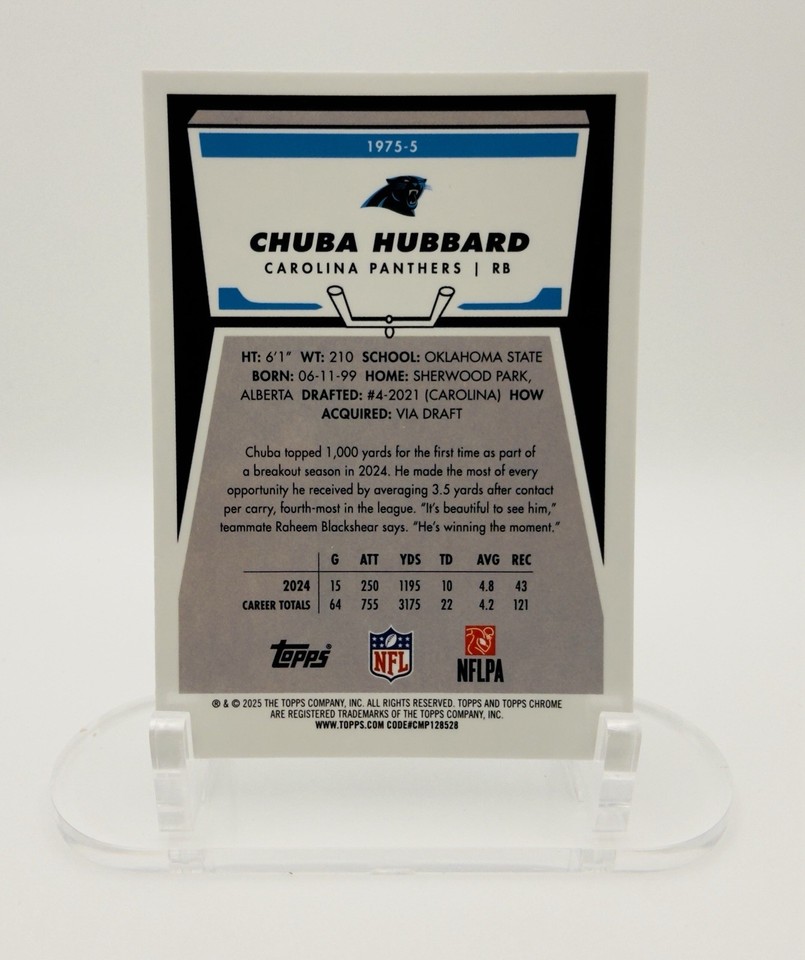 1975-5
CHUBA HUBBARD
CAROLINA PANTHERS | RB
HT: 6'1" WT: 210 SCHOOL: OKLAHOMA STATE
BORN: 06-11-99 HOME: SHERWOOD PARK,
ALBERTA DRAFTED: #4-2021 (CAROLINA) HOW
ACQUIRED: VIA DRAFT
Chuba topped 1,000 yards for the first time as part of
a breakout season in 2024. He made the most of every
opportunity he received by averaging 3.5 yards after contact
per carry, fourth-most in the league. "It's beautiful to see him,"
teammate Raheem Blackshear says. "He's winning the moment."
G ATT YDS TD AVG REC
2024 15 250 1195 10 4.8 43
CAREER TOTALS 64 755 3175 22 4.2 121
topps® NFL NFLPA
® & © 2025 THE TOPPS COMPANY, INC. ALL RIGHTS RESERVED. TOPPS AND TOPPS CHROME
ARE REGISTERED TRADEMARKS OF THE TOPPS COMPANY, INC.
WWW.TOPPS.COM CODE#CMP128528